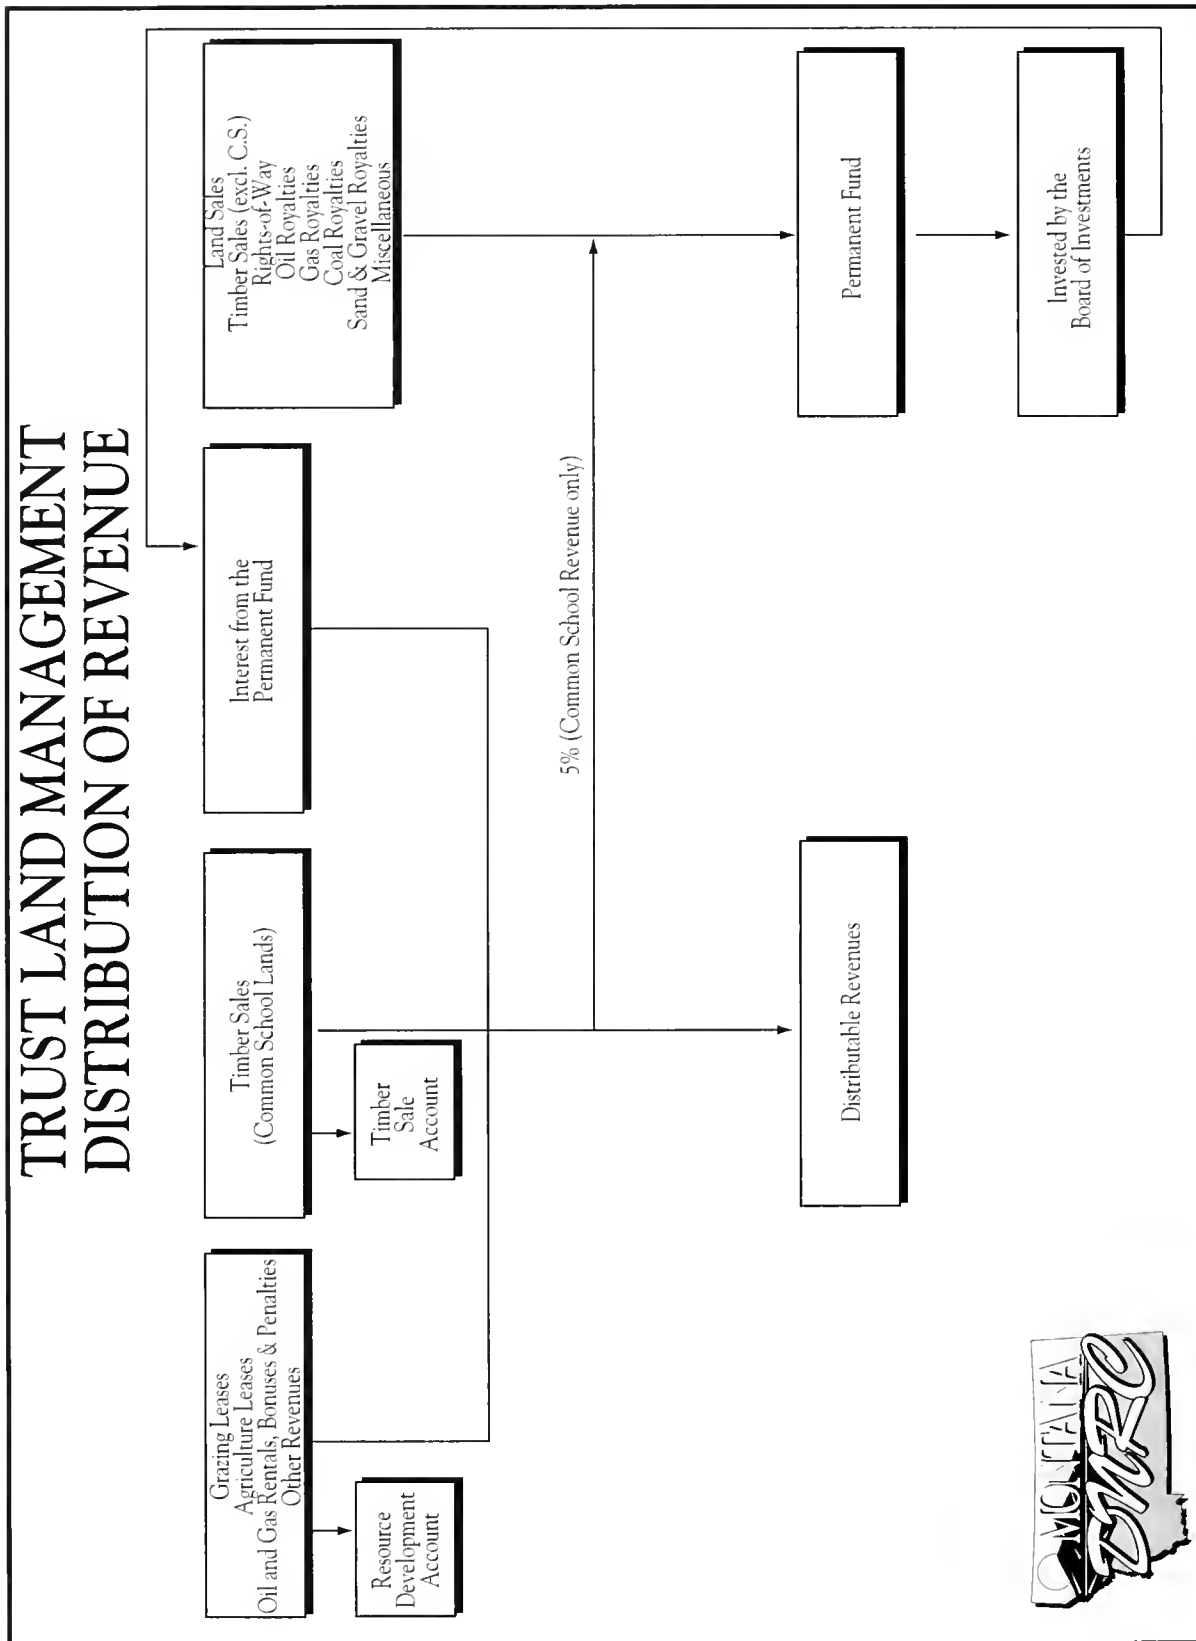 TRUST LAND MANAGEMENT
DISTRIBUTION OF REVENUE
Grazing Leases
Agriculture Leases
Oil and Gas Rentals, Bonuses & Penalties
Other Revenues
Timber Sales
(Common School Lands)
Interest from the
Permanent Fund
Land Sales
Timber Sales (excl. C.S.)
Rights-of-Way
Oil Royalties
Gas Royalties
Coal Royalties
Sand & Gravel Royalties
Miscellaneous
Resource
Development
Account
Timber
Sale
Account
5% (Common School Revenue only)
Distributable Revenues
Permanent Fund
Invested by the
Board of Investments
MONTANA
DNRC